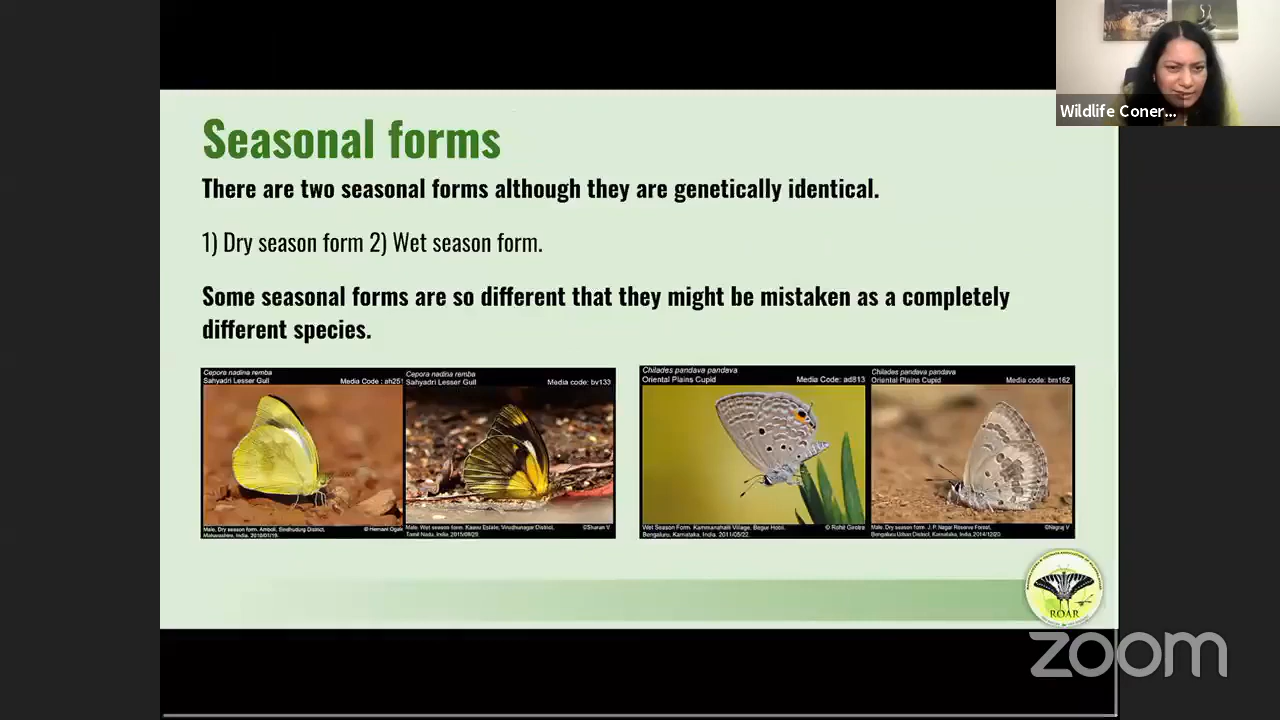 Wildlife Coner...
Seasonal forms
There are two seasonal forms although they are genetically identical.
1) Dry season form 2) Wet season form.
Some seasonal forms are so different that they might be mistaken as a completely
different species.
Cepora nadina remba
Sahyadri Lesser Gull Media Code : ah251
Cepora nadina remba
Sahyadri Lesser Gull Media code: bv133
Chilades pandava pandava
Oriental Plains Cupid Media Code: ad813
Chilades pandava pandava
Oriental Plains Cupid Media code: bm162
Male, Dry season form. Amboli, Sindhudurg District, © Hemant Ogale
Maharashtra, India. 2010/01/19.
Male, Wet season form. Estate, Virudhunagar District, ©Sharan V
Tamil Nadu, India. 2015/09/20.
Wet Season Form. Kammanahalli Village, Begur Hobli, © Rohit Girotra
Bengaluru, Karnataka, India. 2011/05/22.
Male, Dry season form. J. P. Nagar Reserve Forest, ©Nagraj V
Bengaluru Urban District, Karnataka, India. 2014/12/20.
ROAR
zoom